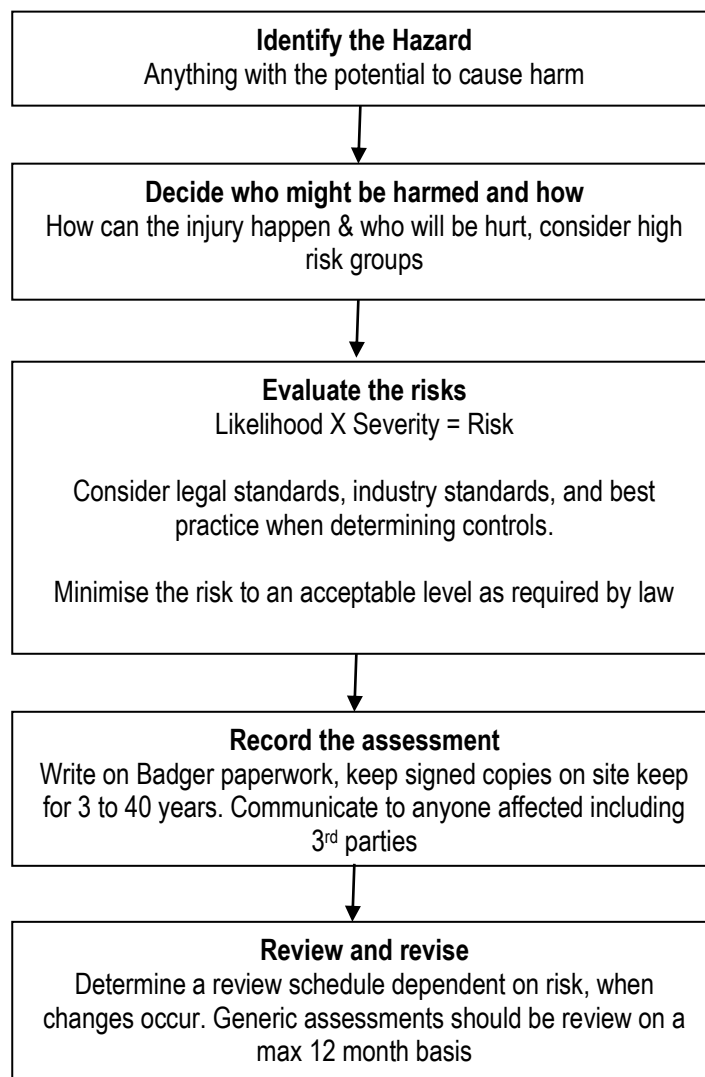 Identify the Hazard
Anything with the potential to cause harm
Decide who might be harmed and how
How can the injury happen & who will be hurt, consider high
risk groups
Evaluate the risks
Likelihood X Severity = Risk
Consider legal standards, industry standards, and best
practice when determining controls.
Minimise the risk to an acceptable level as required by law
Record the assessment
Write on Badger paperwork, keep signed copies on site keep
for 3 to 40 years. Communicate to anyone affected including
3rd parties
Review and revise
Determine a review schedule dependent on risk, when
changes occur. Generic assessments should be review on a
max 12 month basis